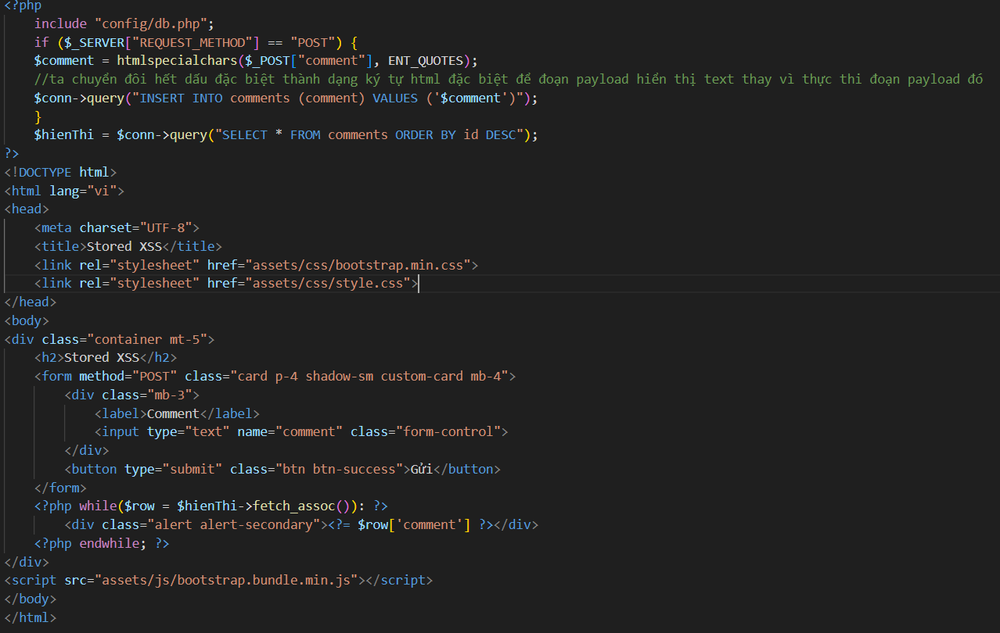 <?php
    include "config/db.php";
    if ($_SERVER["REQUEST_METHOD"] == "POST") {
    $comment = htmlspecialchars($_POST["comment"], ENT_QUOTES);
    //ta chuyển đôi hết dấu đặc biệt thành dạng ký tự html đặc biệt để đoạn payload hiển thị text thay vì thực thi đoạn payload đó
    $conn->query("INSERT INTO comments (comment) VALUES ('$comment')");
    }
    $hienThi = $conn->query("SELECT * FROM comments ORDER BY id DESC");
?>
<!DOCTYPE html>
<html lang="vi">
<head>
    <meta charset="UTF-8">
    <title>Stored XSS</title>
    <link rel="stylesheet" href="assets/css/bootstrap.min.css">
    <link rel="stylesheet" href="assets/css/style.css">
</head>
<body>
<div class="container mt-5">
    <h2>Stored XSS</h2>
    <form method="POST" class="card p-4 shadow-sm custom-card mb-4">
        <div class="mb-3">
            <label>Comment</label>
            <input type="text" name="comment" class="form-control">
        </div>
        <button type="submit" class="btn btn-success">Gửi</button>
    </form>
    <?php while($row = $hienThi->fetch_assoc()): ?>
        <div class="alert alert-secondary"><?= $row['comment'] ?></div>
    <?php endwhile; ?>
</div>
<script src="assets/js/bootstrap.bundle.min.js"></script>
</body>
</html>